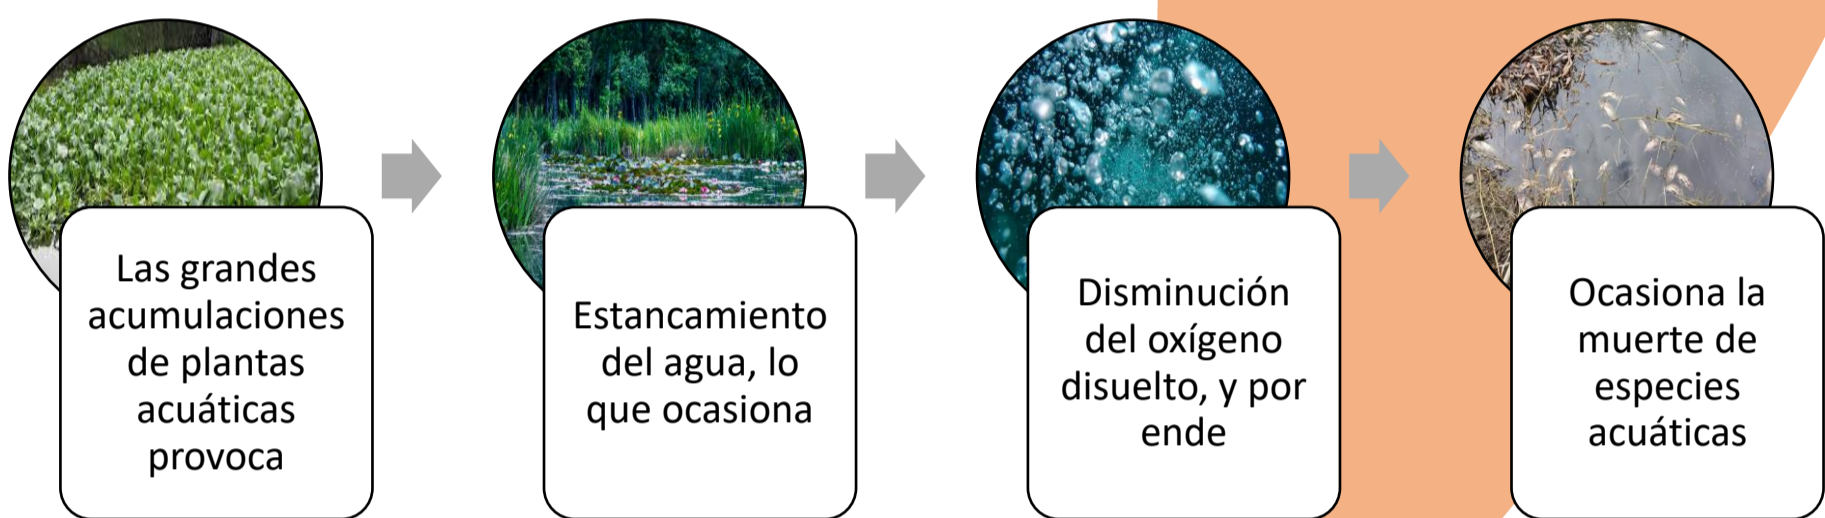 Las grandes
acumulaciones
de plantas
acuáticas
provoca
Estancamiento
del agua, lo
que ocasiona
Disminución
del oxígeno
disuelto, y por
ende
Ocasiona la
muerte de
especies
acuáticas